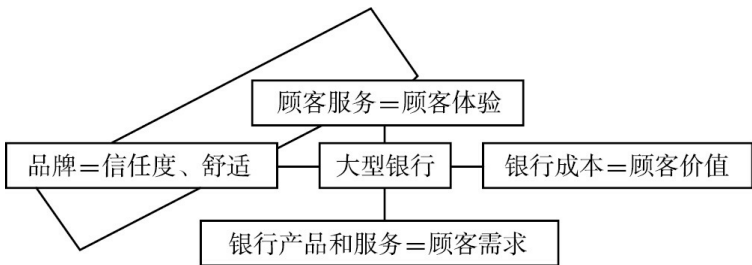 顾客服务=顾客体验
品牌=信任度、舒适
大型银行
银行成本=顾客价值
银行产品和服务=顾客需求